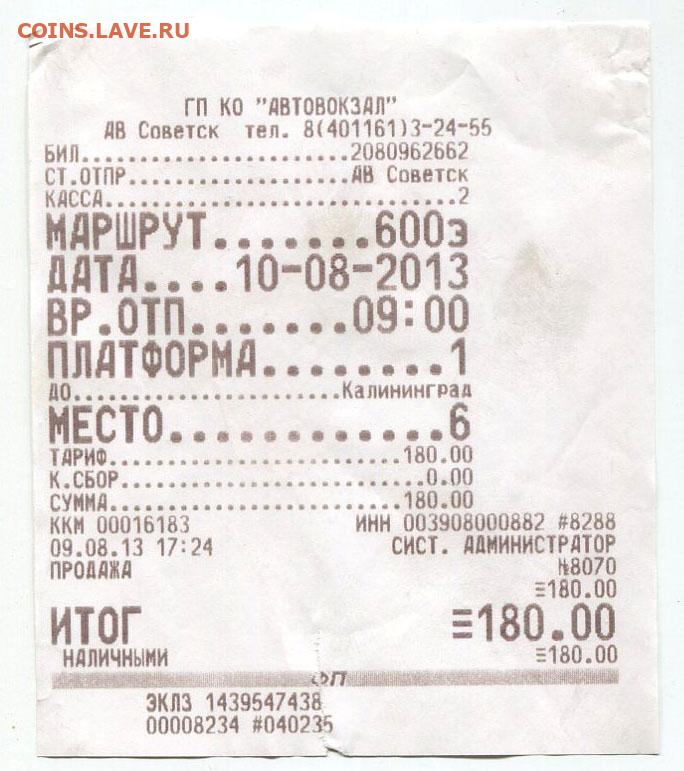 COINS.LAVE.RU
ГП КО "АВТОВОКЗАЛ"
АВ Советск тел. 8(401161)3-24-55
БИЛ.......................2080962662
СТ.ОТПР...................АВ Советск
КАССА..............................2
МАРШРУТ.......600э
ДАТА....10-08-2013
ВР.ОТП.......09:00
ПЛАТФОРМА........1
ДО.......................Калининград
МЕСТО............6
ТАРИФ.........................180.00
К.СБОР..........................0.00
СУММА.........................180.00
ККМ 00016183 ИНН 003908000882 #8288
09.08.13 17:24 СИСТ. АДМИНИСТРАТОР
ПРОДАЖА №8070
≡180.00
ИТОГ ≡180.00
НАЛИЧНЫМИ ≡180.00
ФП
ЭКЛЗ 1439547438
00008234 #040235